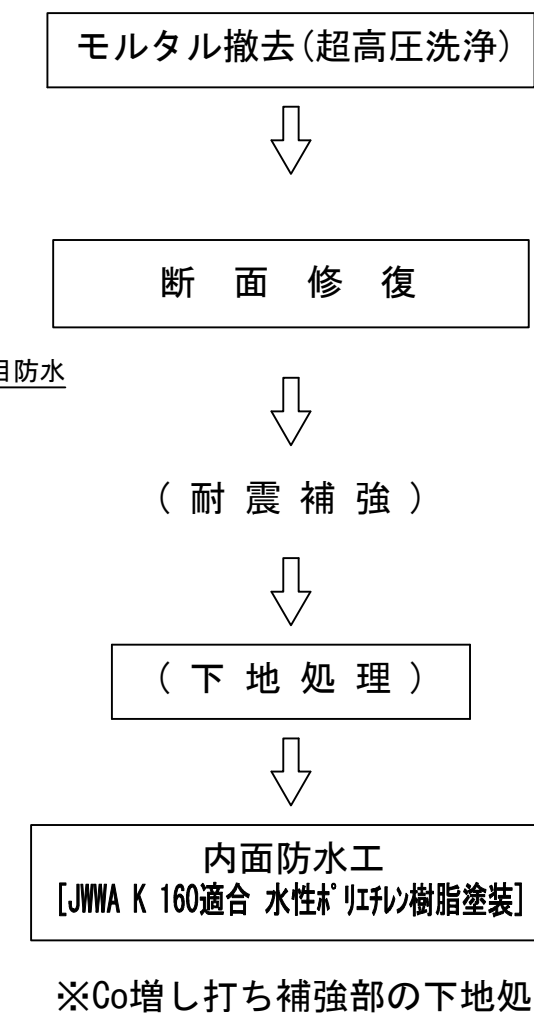 モルタル撤去(超高圧洗浄)
断面修復
目防水
(耐震補強)
(下地処理)
内面防水工
[JWWA K 160適合 水性ﾎﾟﾘｴﾁﾚﾝ樹脂塗装]
※Co増し打ち補強部の下地処